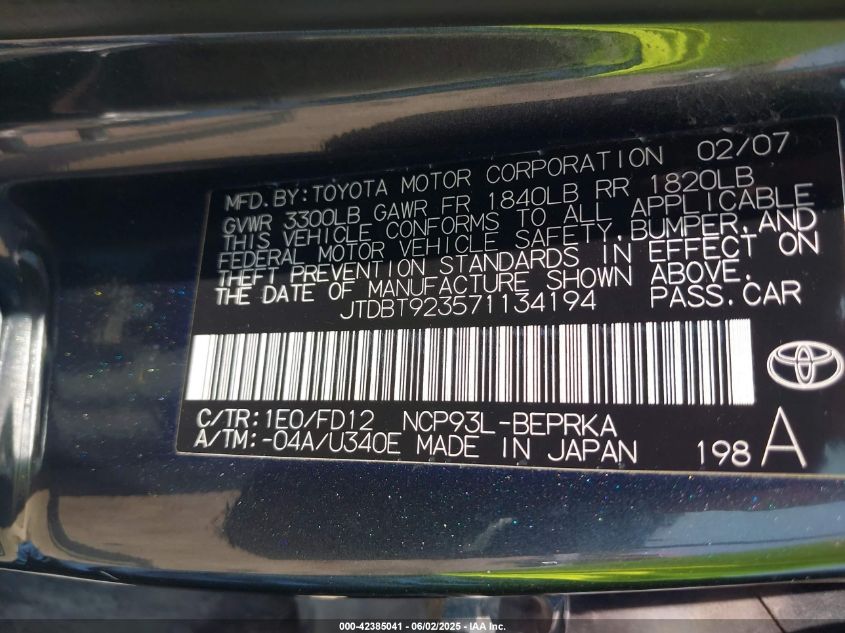 MFD. BY: TOYOTA MOTOR CORPORATION 02/07
GVWR 3300LB GAWR FR 1840LB RR 1820LB
THIS VEHICLE CONFORMS TO ALL APPLICABLE
FEDERAL MOTOR VEHICLE SAFETY, BUMPER, AND
THEFT PREVENTION STANDARDS IN EFFECT ON
THE DATE OF MANUFACTURE SHOWN ABOVE.
JTDBT923571134194 PASS. CAR
C/TR: 1E0/FD12 NCP93L-BEPRKA
A/TM: -04A/U340E MADE IN JAPAN 198 A
000-42385041 - 06/02/2025 - IAA Inc.